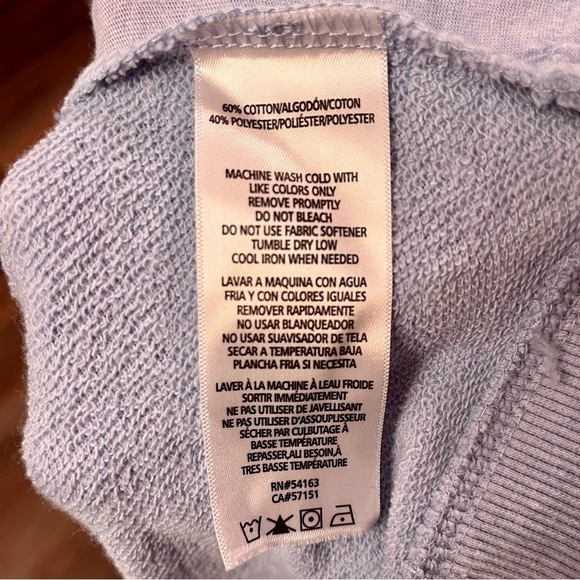 60% COTTON/ALGODÓN/COTON
40% POLYESTER/POLIÉSTER/POLYESTER
MACHINE WASH COLD WITH
LIKE COLORS ONLY
REMOVE PROMPTLY
DO NOT BLEACH
DO NOT USE FABRIC SOFTENER
TUMBLE DRY LOW
COOL IRON WHEN NEEDED
LAVAR A MAQUINA CON AGUA
FRIA Y CON COLORES IGUALES
REMOVER RAPIDAMENTE
NO USAR BLANQUEADOR
NO USAR SUAVISADOR DE TELA
SECAR A TEMPERATURA BAJA
PLANCHA FRIA SI NECESITA
LAVER À LA MACHINE À LEAU FROIDE
SORTIR IMMÉDIATEMENT
NE PAS UTILISER DE JAVELLISANT
NE PAS UTILISER D'ASSOUPLISSEUR
SÉCHER PAR CULBUTAGE À
BASSE TEMPÉRATURE
REPASSER,ALI BESOIN,À
TRES BASSE TEMPÉRATURE
RN#54163
CA#57151